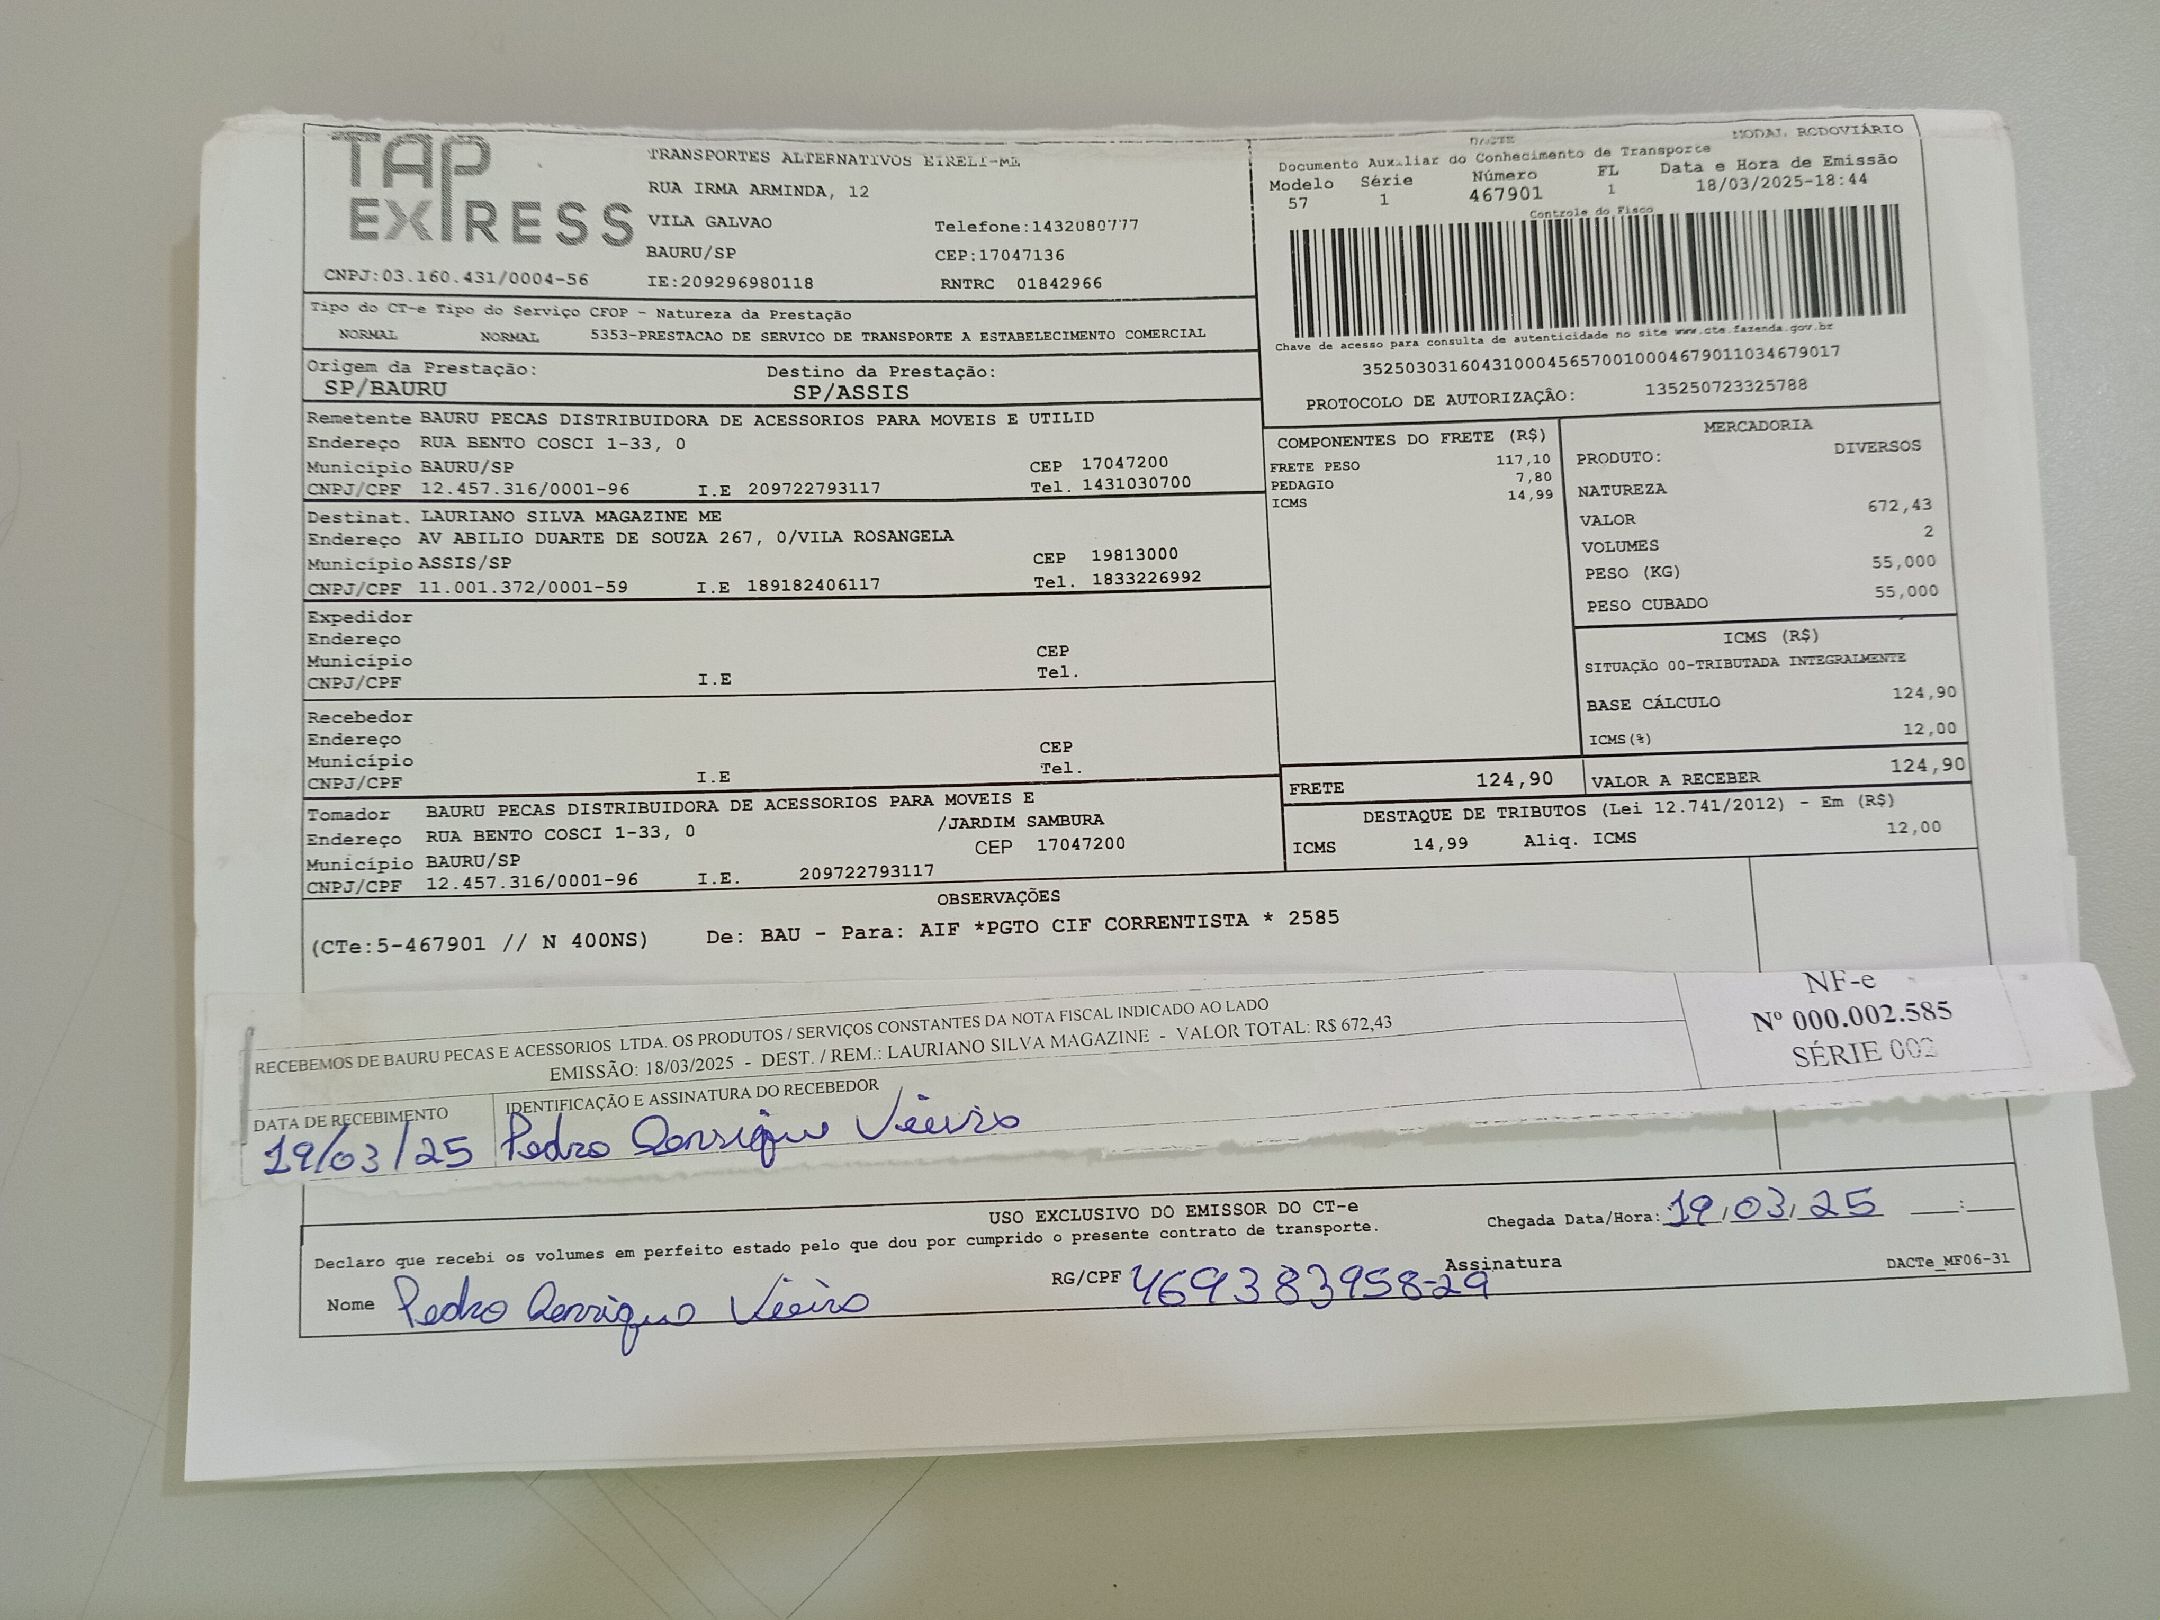 TAP EXPRESS
TRANSPORTES ALTERNATIVOS EIRELI-ME
RUA IRMA ARMINDA, 12
VILA GALVAO Telefone:1432080777
BAURU/SP CEP:17047136
CNPJ:03.160.431/0004-56 IE:209296980118 RNTRC 01842966
DACTE MODAL RODOVIÁRIO
Documento Auxiliar do Conhecimento de Transporte
Modelo Série Número FL Data e Hora de Emissão
57 1 467901 1 18/03/2025-18:44
Controle do Fisco
Chave de acesso para consulta de autenticidade no site www.cte.fazenda.gov.br
35250303160431000456570010004679011034679017
PROTOCOLO DE AUTORIZAÇÂO: 135250723325788
Tipo do CT-e Tipo do Serviço CFOP - Natureza da Prestação
NORMAL NORMAL 5353-PRESTACAO DE SERVICO DE TRANSPORTE A ESTABELECIMENTO COMERCIAL
Origem da Prestação: Destino da Prestação:
SP/BAURU SP/ASSIS
Remetente BAURU PECAS DISTRIBUIDORA DE ACESSORIOS PARA MOVEIS E UTILID
Endereço RUA BENTO COSCI 1-33, 0
Município BAURU/SP CEP 17047200
CNPJ/CPF 12.457.316/0001-96 I.E 209722793117 Tel. 1431030700
Destinat. LAURIANO SILVA MAGAZINE ME
Endereço AV ABILIO DUARTE DE SOUZA 267, 0/VILA ROSANGELA
Município ASSIS/SP CEP 19813000
CNPJ/CPF 11.001.372/0001-59 I.E 189182406117 Tel. 1833226992
Expedidor
Endereço
Município CEP
CNPJ/CPF I.E Tel.
Recebedor
Endereço
Município CEP
CNPJ/CPF I.E Tel.
Tomador BAURU PECAS DISTRIBUIDORA DE ACESSORIOS PARA MOVEIS E
Endereço RUA BENTO COSCI 1-33, 0 /JARDIM SAMBURA
Município BAURU/SP CEP 17047200
CNPJ/CPF 12.457.316/0001-96 I.E. 209722793117
COMPONENTES DO FRETE (R$)
FRETE PESO 117,10
PEDAGIO 7,80
ICMS 14,99
MERCADORIA
PRODUTO: DIVERSOS
NATUREZA
VALOR 672,43
VOLUMES 2
PESO (KG) 55,000
PESO CUBADO 55,000
ICMS (R$)
SITUAÇÃO 00-TRIBUTADA INTEGRALMENTE
BASE CÁLCULO 124,90
ICMS(%) 12,00
FRETE 124,90 VALOR A RECEBER 124,90
DESTAQUE DE TRIBUTOS (Lei 12.741/2012) - Em (R$)
ICMS 14,99 Aliq. ICMS 12,00
OBSERVAÇÕES
(CTe:5-467901 // N 400NS) De: BAU - Para: AIF *PGTO CIF CORRENTISTA * 2585
RECEBEMOS DE BAURU PECAS E ACESSORIOS LTDA. OS PRODUTOS / SERVIÇOS CONSTANTES DA NOTA FISCAL INDICADO AO LADO
EMISSÃO: 18/03/2025 - DEST. / REM.: LAURIANO SILVA MAGAZINE - VALOR TOTAL: R$ 672,43
NF-e
Nº 000.002.585
SÉRIE 002
DATA DE RECEBIMENTO IDENTIFICAÇÃO E ASSINATURA DO RECEBEDOR
19/03/25 Pedro Henrique Vieira
USO EXCLUSIVO DO EMISSOR DO CT-e
Declaro que recebi os volumes em perfeito estado pelo que dou por cumprido o presente contrato de transporte.
Chegada Data/Hora: 19/03/25 __:__
Nome Pedro Henrique Vieira RG/CPF 469383958-29 Assinatura
DACTe_MF06-31